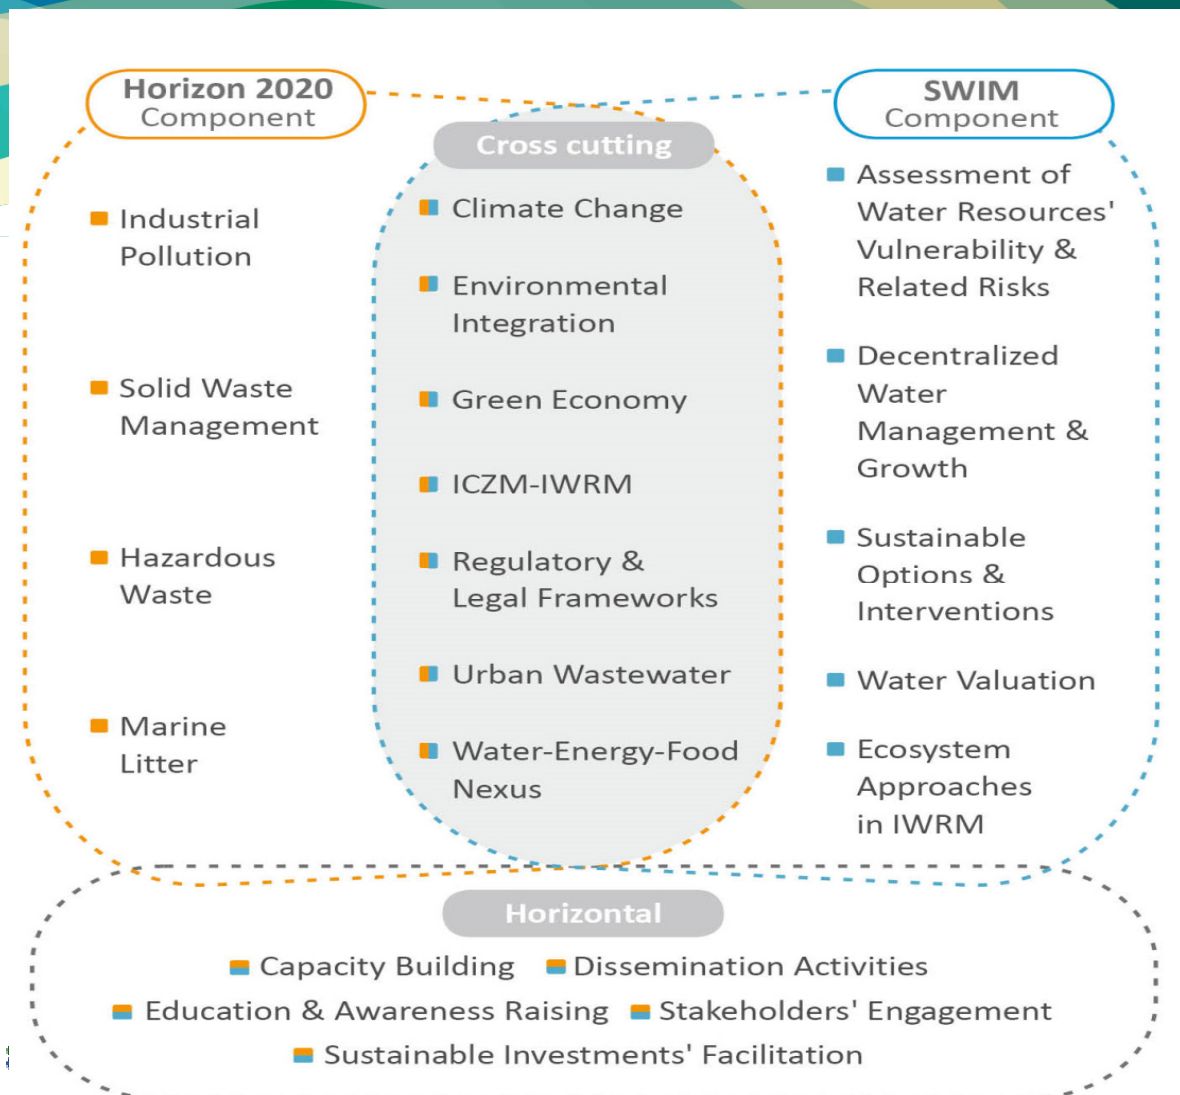 Horizon 2020
Component
Industrial
Pollution
Solid Waste
Management
Hazardous
Waste
Marine
Litter
Cross cutting
Climate Change
Environmental
Integration
Green Economy
ICZM-IWRM
Regulatory &
Legal Frameworks
Urban Wastewater
Water-Energy-Food
Nexus
SWIM
Component
Assessment of
Water Resources'
Vulnerability &
Related Risks
Decentralized
Water
Management &
Growth
Sustainable
Options &
Interventions
Water Valuation
Ecosystem
Approaches
in IWRM
Horizontal
Capacity Building Dissemination Activities
Education & Awareness Raising Stakeholders' Engagement
Sustainable Investments' Facilitation